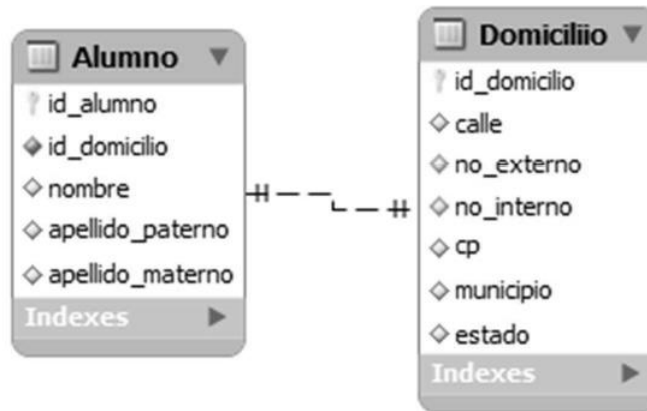 Alumno
id_alumno
id_domicilio
nombre
apellido_paterno
apellido_materno
Indexes
Domiciliio
id_domicilio
calle
no_externo
no_interno
cp
municipio
estado
Indexes